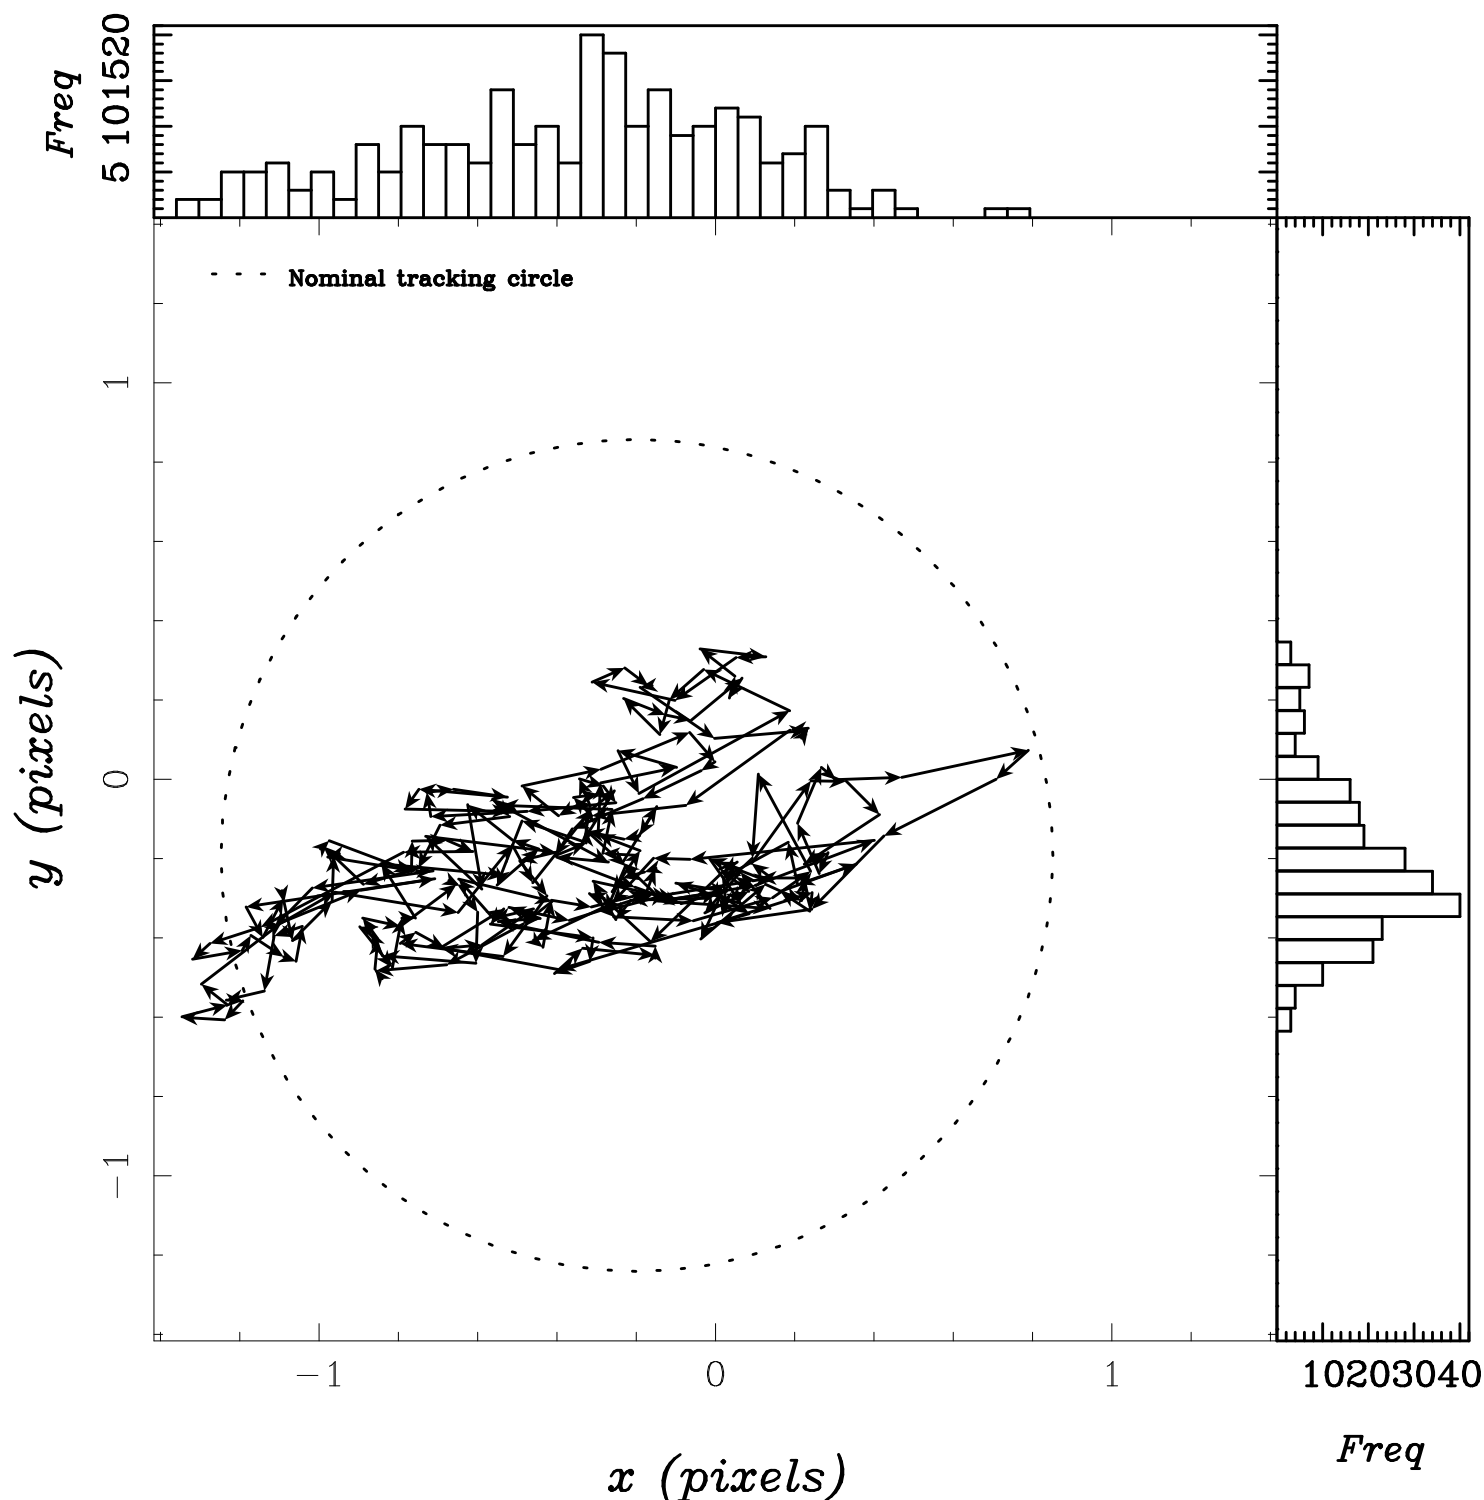 Freq
5 101520
Nominal tracking circle
1
0
−1
y (pixels)
−1 0 1
10203040
x (pixels)
Freq